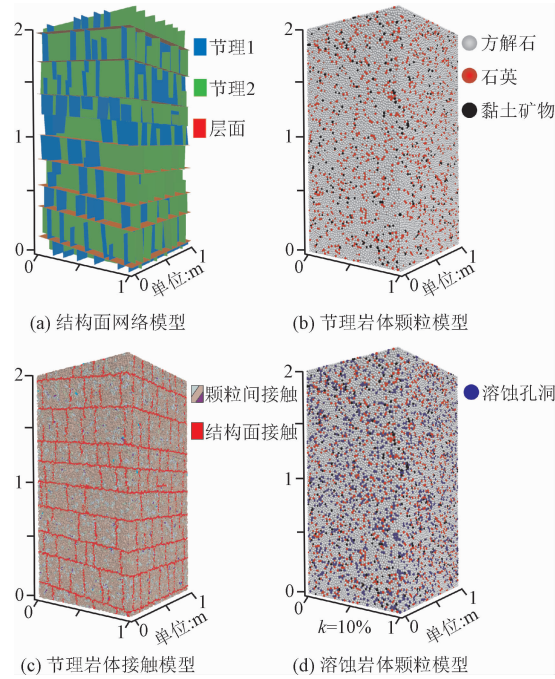 2
1
0
0
1
0
1
单位:m
节理1
节理2
层面
(a) 结构面网络模型
2
1
0
0
1
0
1
单位:m
方解石
石英
黏土矿物
(b) 节理岩体颗粒模型
2
1
0
0
1
0
1
单位:m
颗粒间接触
结构面接触
(c) 节理岩体接触模型
2
1
0
0
1
0
1
单位:m
溶蚀孔洞
k=10%
(d) 溶蚀岩体颗粒模型